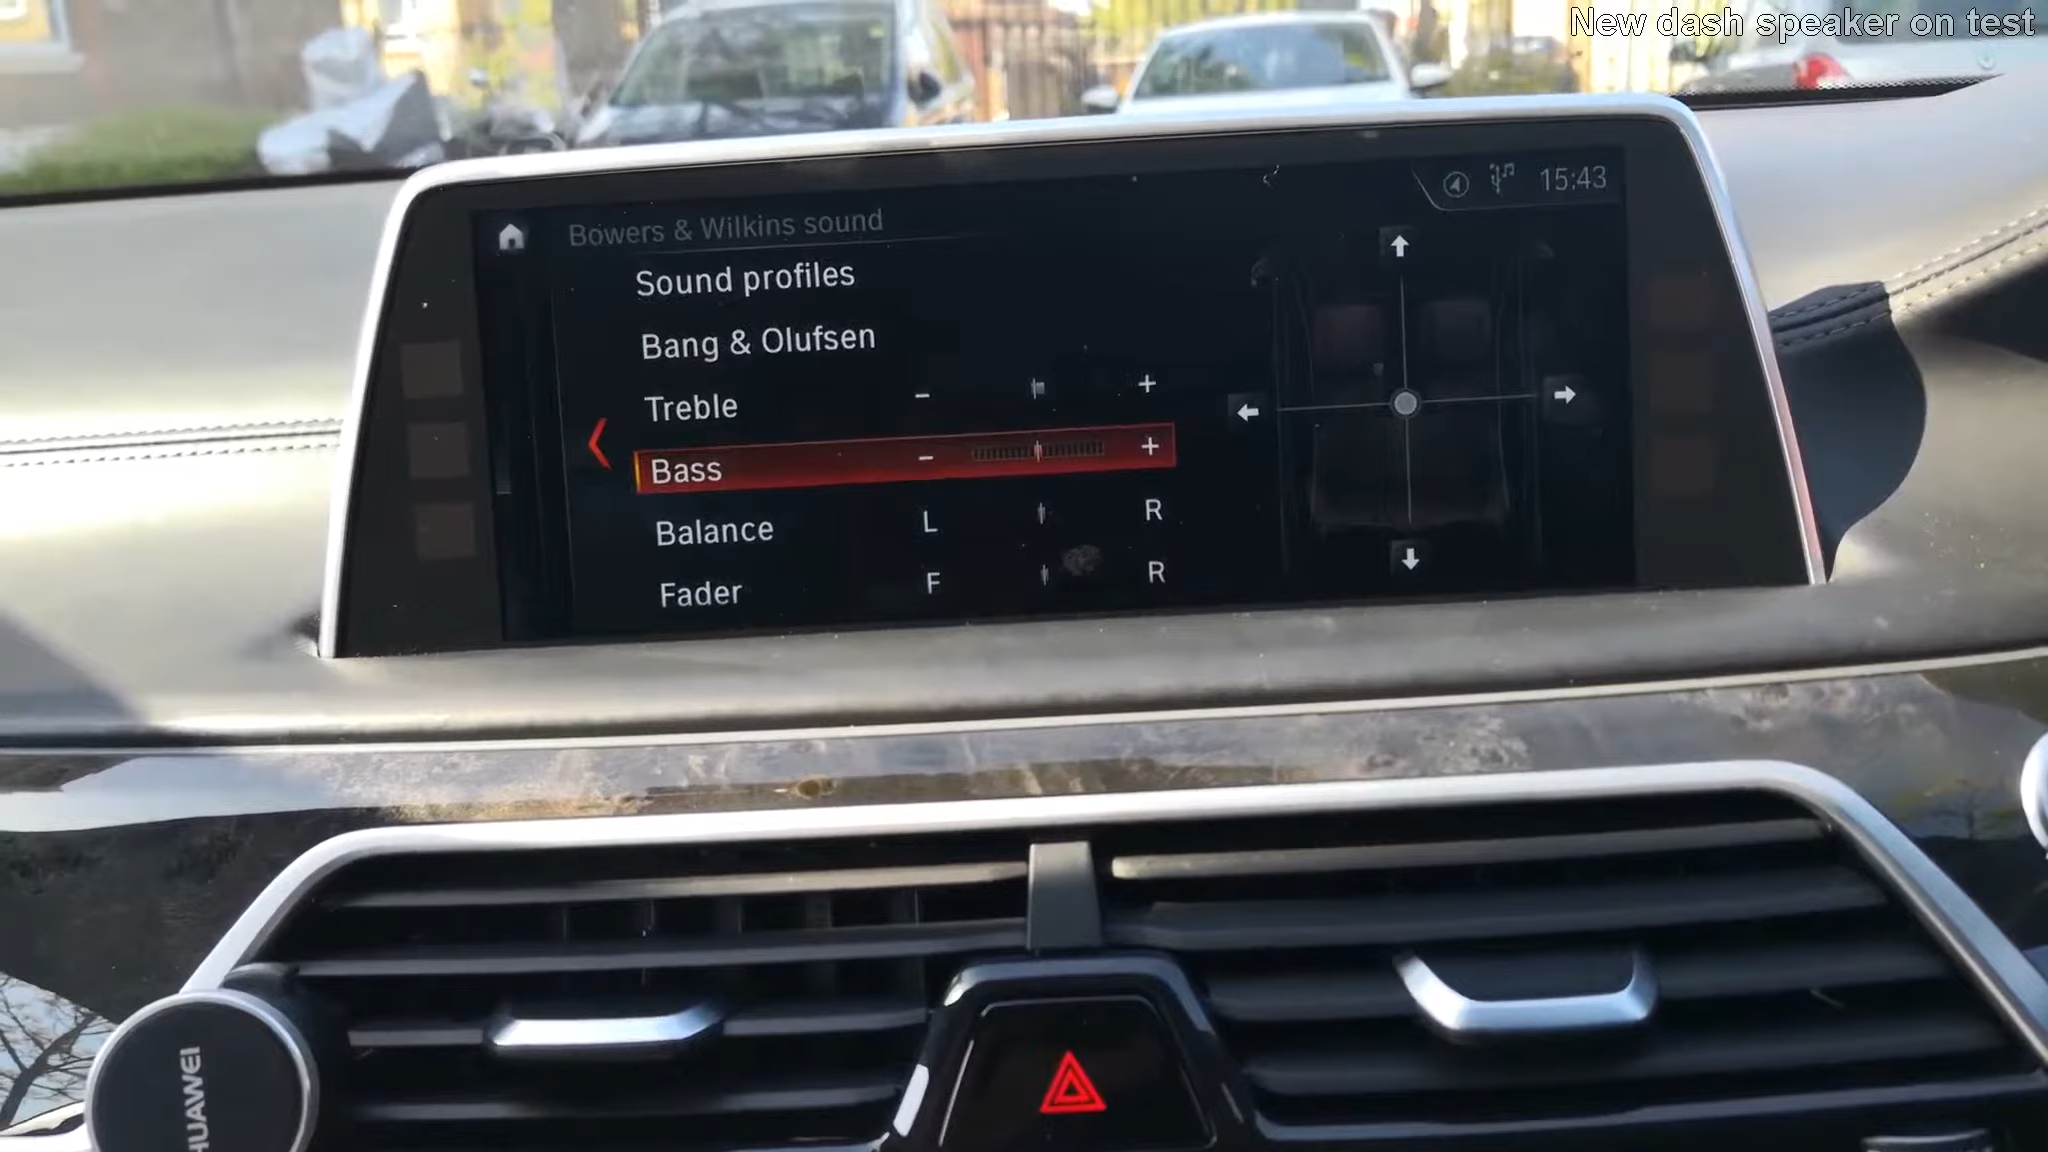 New dash speaker on test
15:43
Bowers & Wilkins sound
Sound profiles
Bang & Olufsen
Treble - +
Bass - +
Balance L R
Fader F R
HUAWEI